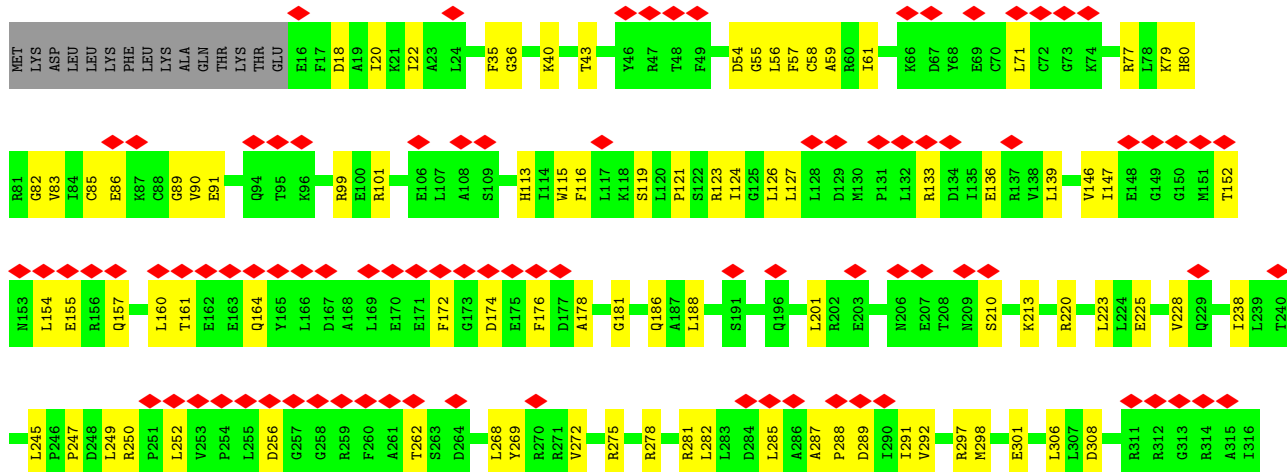 MET LYS ASP LEU LEU LYS PHE LEU LYS ALA GLN THR LYS THR GLU E16 F17 D18 A19 I20 K21 I22 A23 L24 F35 G36 K40 T43 Y46 R47 T48 F49 D54 G55 L56 F57 C58 A59 R60 I61 K66 D67 Y68 E69 C70 L71 C72 G73 K74 R77 L78 K79 H80
R81 G82 V83 I84 C85 E86 K87 C88 G89 V90 E91 Q94 T95 K96 R99 E100 R101 E106 L107 A108 S109 H113 I114 W115 F116 L117 K118 S119 L120 P121 S122 R123 I124 G125 L126 L127 L128 D129 M130 P131 L132 R133 D134 I135 E136 R137 V138 L139 V146 I147 E148 G149 G150 M151 T152
N153 L154 E155 R156 Q157 L160 T161 E162 E163 Q164 Y165 L166 D167 A168 L169 E170 E171 F172 G173 D174 E175 F176 D177 A178 G181 Q186 A187 L188 S191 Q196 L201 R202 E203 N206 E207 T208 N209 S210 K213 R220 L223 L224 E225 V228 Q229 I238 L239 T240
L245 P246 P247 D248 L249 R250 P251 L252 V253 P254 L255 D256 G257 G258 R259 F260 A261 T262 S263 D264 L268 Y269 R270 R271 V272 R275 R278 R281 L282 L283 D284 L285 A286 A287 P288 D289 I290 I291 V292 R297 M298 E301 L306 L307 D308 R311 R312 G313 R314 A315 I316